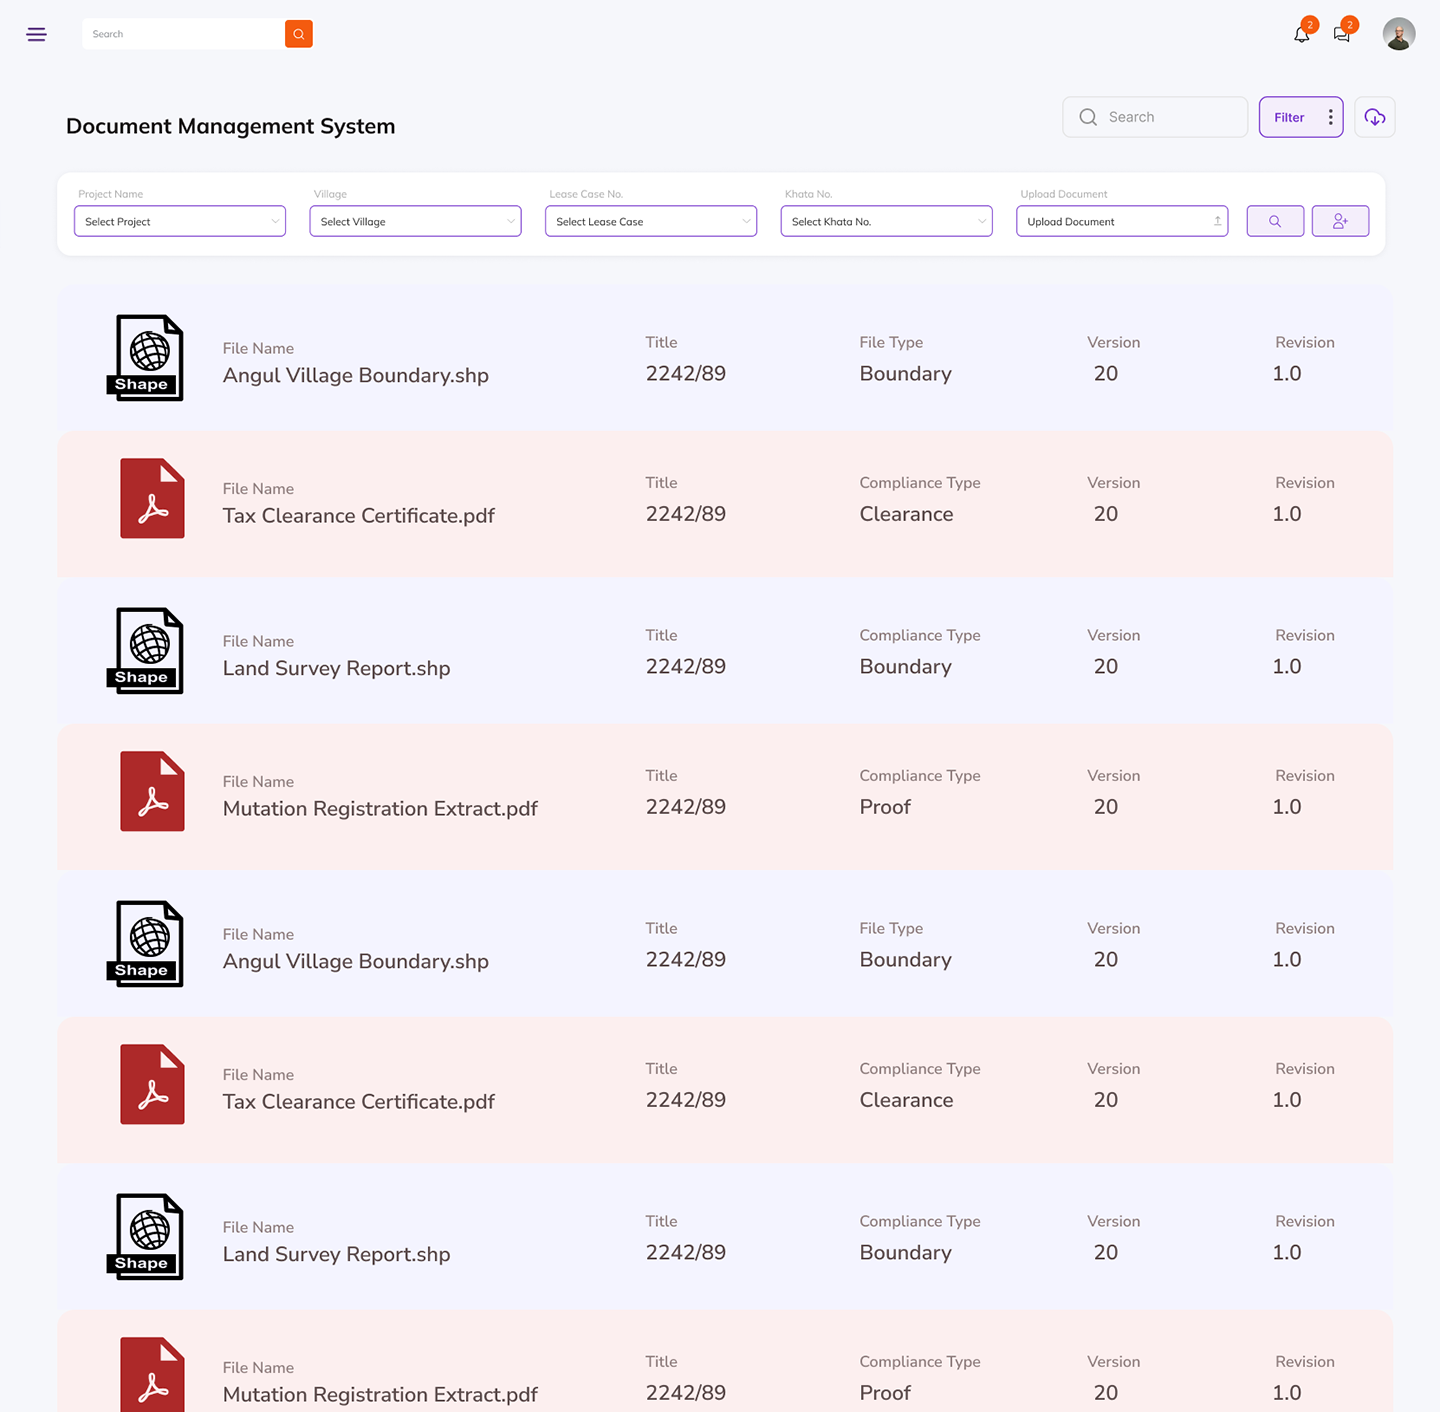 Search
2
2
Document Management System
Search
Filter
Project Name
Village
Lease Case No.
Khata No.
Upload Document
Select Project
Select Village
Select Lease Case
Select Khata No.
Upload Document
Shape
File Name
Angul Village Boundary.shp
Title
2242/89
File Type
Boundary
Version
20
Revision
1.0
File Name
Tax Clearance Certificate.pdf
Title
2242/89
Compliance Type
Clearance
Version
20
Revision
1.0
Shape
File Name
Land Survey Report.shp
Title
2242/89
Compliance Type
Boundary
Version
20
Revision
1.0
File Name
Mutation Registration Extract.pdf
Title
2242/89
Compliance Type
Proof
Version
20
Revision
1.0
Shape
File Name
Angul Village Boundary.shp
Title
2242/89
File Type
Boundary
Version
20
Revision
1.0
File Name
Tax Clearance Certificate.pdf
Title
2242/89
Compliance Type
Clearance
Version
20
Revision
1.0
Shape
File Name
Land Survey Report.shp
Title
2242/89
Compliance Type
Boundary
Version
20
Revision
1.0
File Name
Mutation Registration Extract.pdf
Title
2242/89
Compliance Type
Proof
Version
20
Revision
1.0